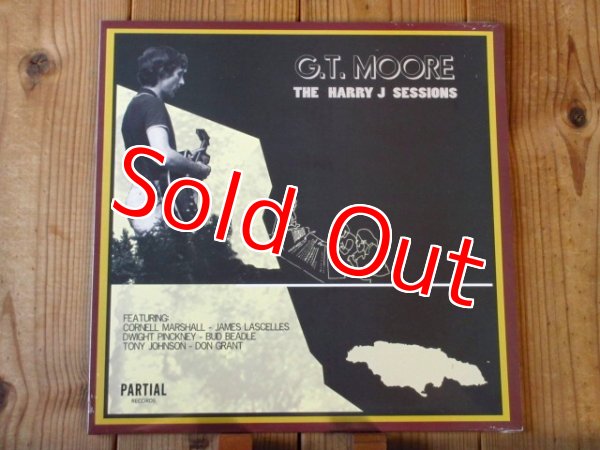 G.T. MOORE
THE HARRY J SESSIONS
Sold Out
FEATURING:
CORNELL MARSHALL - JAMES LASCELLES
DWIGHT PINCKNEY - BUD BEADLE
TONY JOHNSON - DON GRANT
PARTIAL
RECORDS